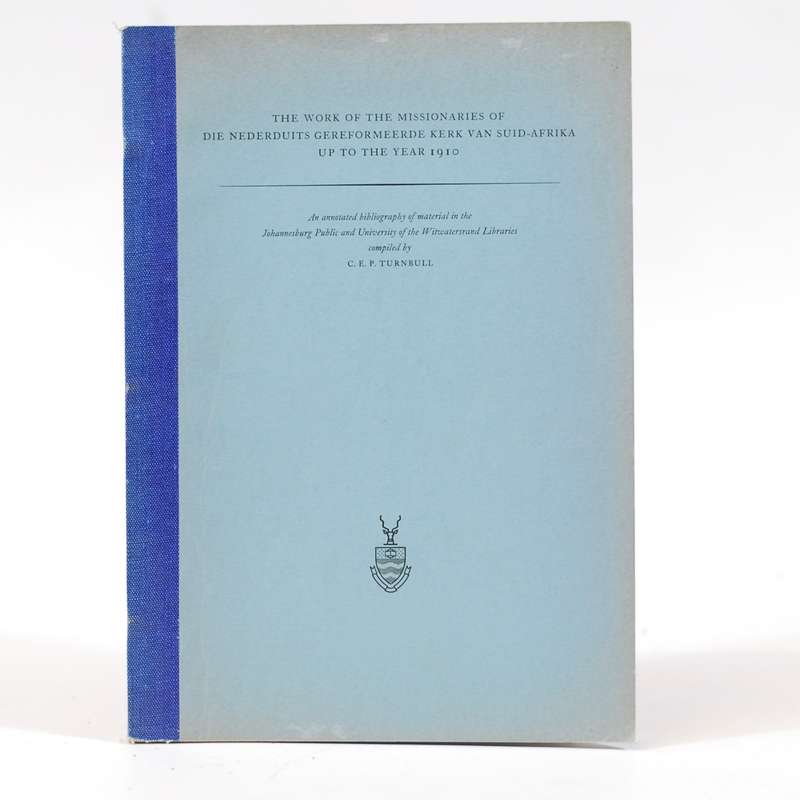 THE WORK OF THE MISSIONARIES OF
DIE NEDERDUITS GEREFORMEERDE KERK VAN SUID-AFRIKA
UP TO THE YEAR 1910
An annotated bibliography of material in the
Johannesburg Public and University of the Witwatersrand Libraries
compiled by
C. E. P. TURNBULL